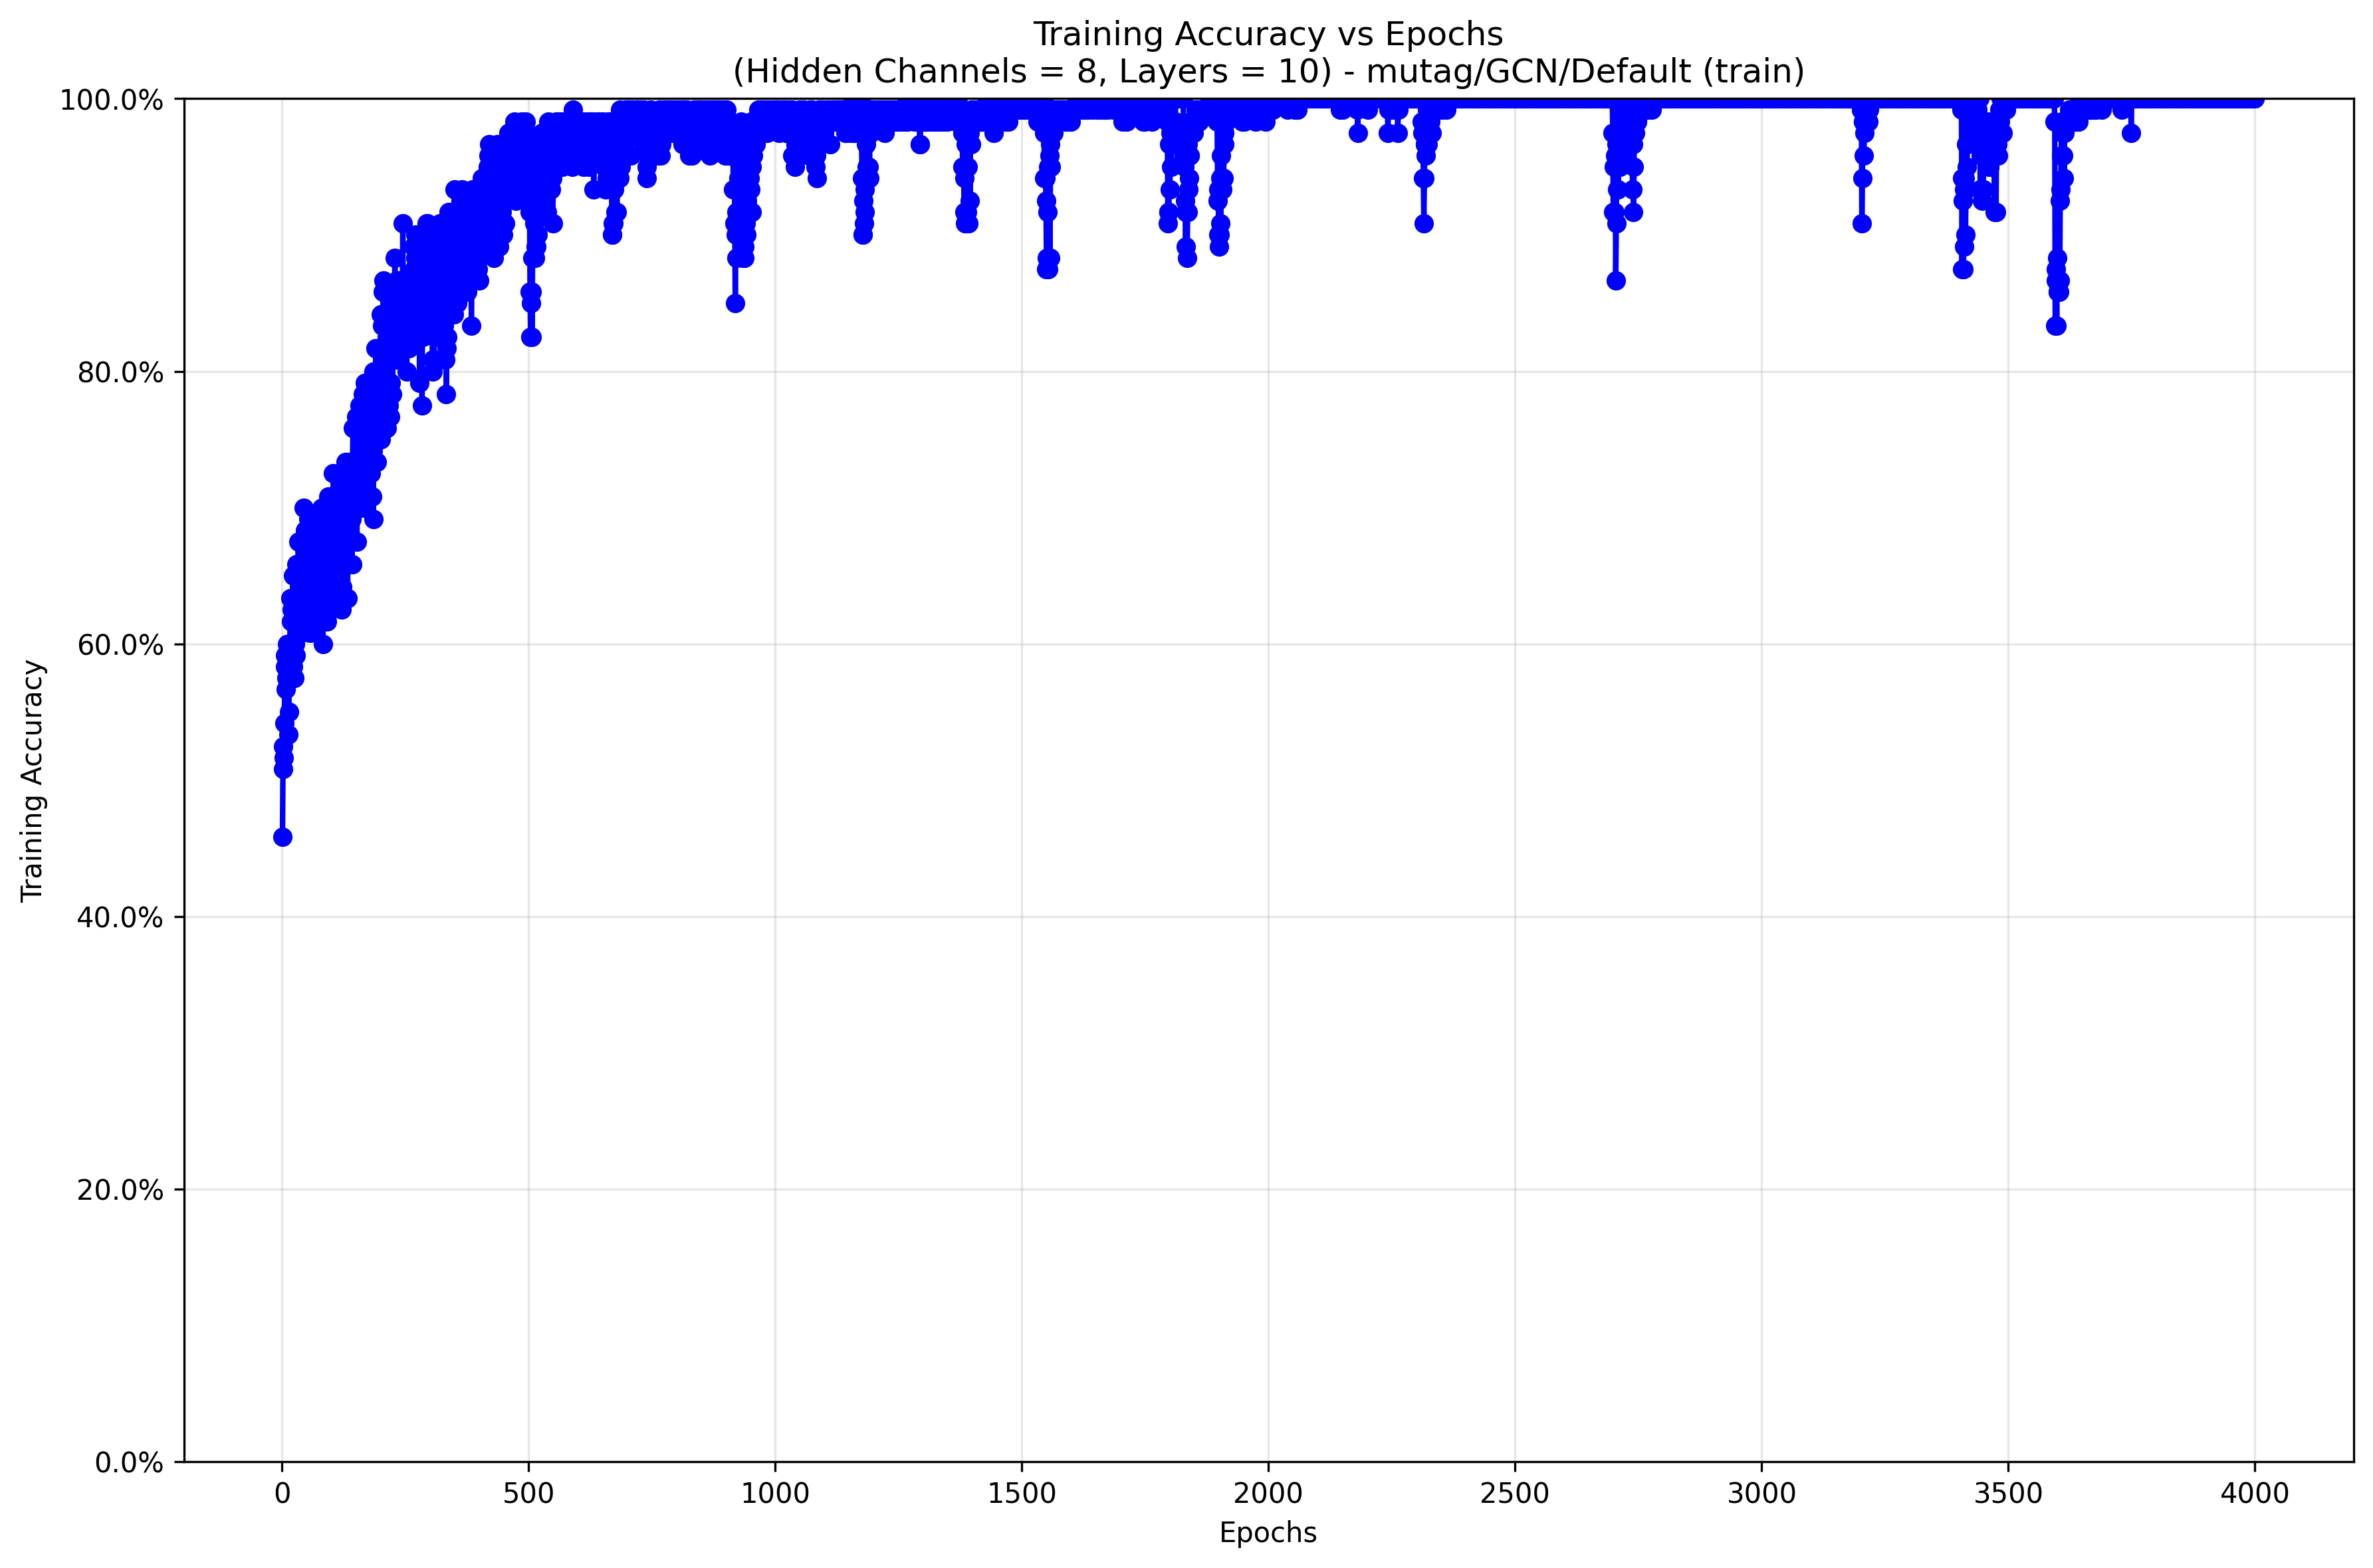 Training Accuracy vs Epochs
(Hidden Channels = 8, Layers = 10) - mutag/GCN/Default (train)
100.0%
80.0%
60.0%
40.0%
20.0%
0.0%
Training Accuracy
0 500 1000 1500 2000 2500 3000 3500 4000
Epochs